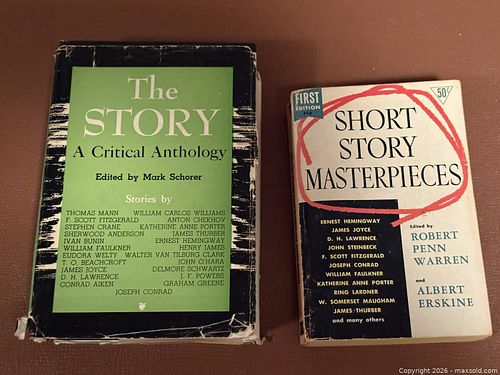 The
STORY
A Critical Anthology
Edited by Mark Schorer
Stories by
THOMAS MANN WILLIAM CARLOS WILLIAMS
F. SCOTT FITZGERALD ANTON CHEKHOV
STEPHEN CRANE KATHERINE ANNE PORTER
SHERWOOD ANDERSON JAMES THURBER
IVAN BUNIN ERNEST HEMINGWAY
WILLIAM FAULKNER HENRY JAMES
EUDORA WELTY WALTER VAN TILBURG CLARK
T. O. BEACHCROFT JOHN O'HARA
JAMES JOYCE DELMORE SCHWARTZ
D. H. LAWRENCE J. F. POWERS
CONRAD AIKEN GRAHAM GREENE
JOSEPH CONRAD
FIRST
EDITION
F16
50¢
SHORT
STORY
MASTERPIECES
ERNEST HEMINGWAY
JAMES JOYCE
D. H. LAWRENCE
JOHN STEINBECK
F. SCOTT FITZGERALD
JOSEPH CONRAD
WILLIAM FAULKNER
KATHERINE ANNE PORTER
RING LARDNER
W. SOMERSET MAUGHAM
JAMES THURBER
and many others
Edited by
ROBERT
PENN
WARREN
and
ALBERT
ERSKINE
Copyright 2026 - maxsold.com